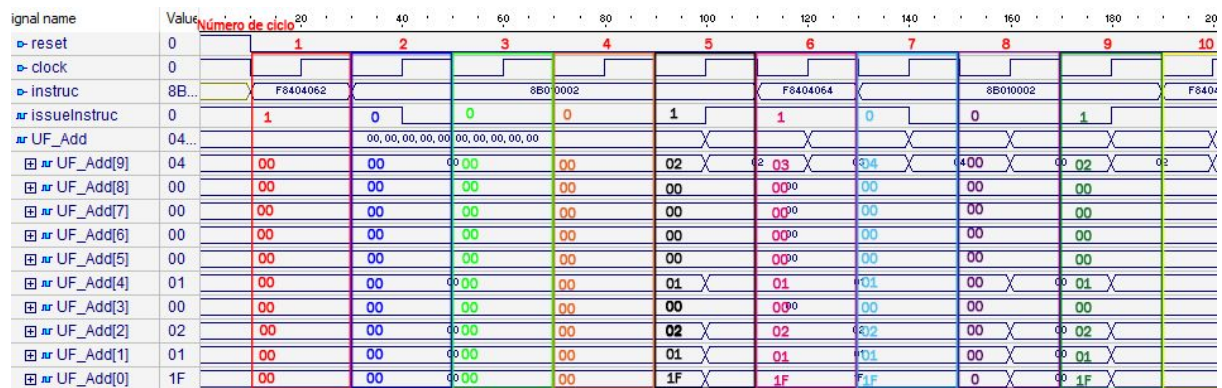 ignal name Value Número de ciclo 20 40 60 80 100 120 140 160 180 20
reset 0 1 2 3 4 5 6 7 8 9 10
clock 0
instruc 8B... F8404062 8B010002 F8404064 8B010002 F8404
issueInstruc 0 1 0 0 0 1 1 0 0 1
UF_Add 04... 00, 00, 00, 00, 00, 00, 00, 00, 00, 00
UF_Add[9] 04 00 00 00 00 02 03 04 00 02
UF_Add[8] 00 00 00 00 00 00 00 00 00 00
UF_Add[7] 00 00 00 00 00 00 00 00 00 00
UF_Add[6] 00 00 00 00 00 00 00 00 00 00
UF_Add[5] 00 00 00 00 00 00 00 00 00 00
UF_Add[4] 01 00 00 00 00 01 01 01 00 01
UF_Add[3] 00 00 00 00 00 00 00 00 00 00
UF_Add[2] 02 00 00 00 00 02 02 02 00 02
UF_Add[1] 01 00 00 00 00 01 01 01 00 01
UF_Add[0] 1F 00 00 00 00 1F 1F 1F 0 1F